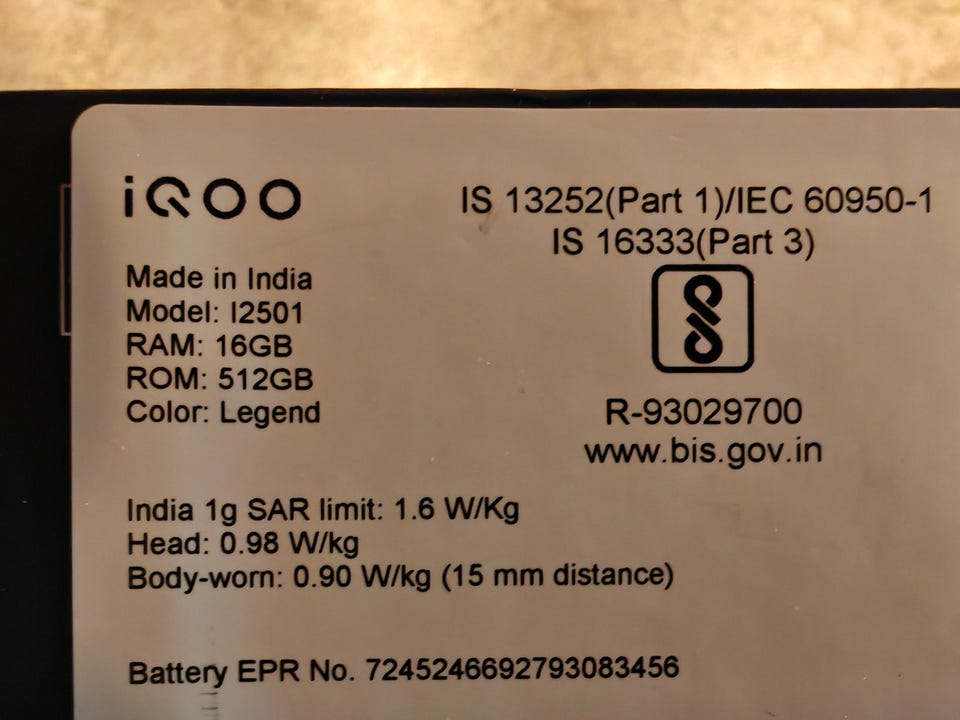 iQOO
Made in India
Model: I2501
RAM: 16GB
ROM: 512GB
Color: Legend
IS 13252(Part 1)/IEC 60950-1
IS 16333(Part 3)
R-93029700
www.bis.gov.in
India 1g SAR limit: 1.6 W/Kg
Head: 0.98 W/kg
Body-worn: 0.90 W/kg (15 mm distance)
Battery EPR No. 7245246692793083456